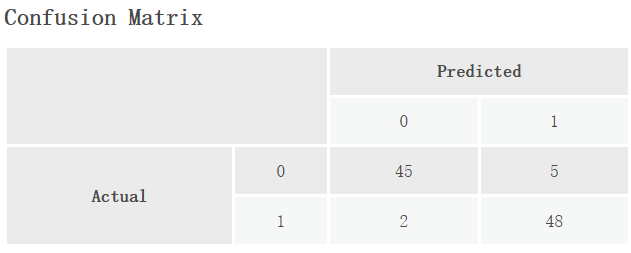 Confusion Matrix
Predicted
0 1
Actual 0 45 5
1 2 48